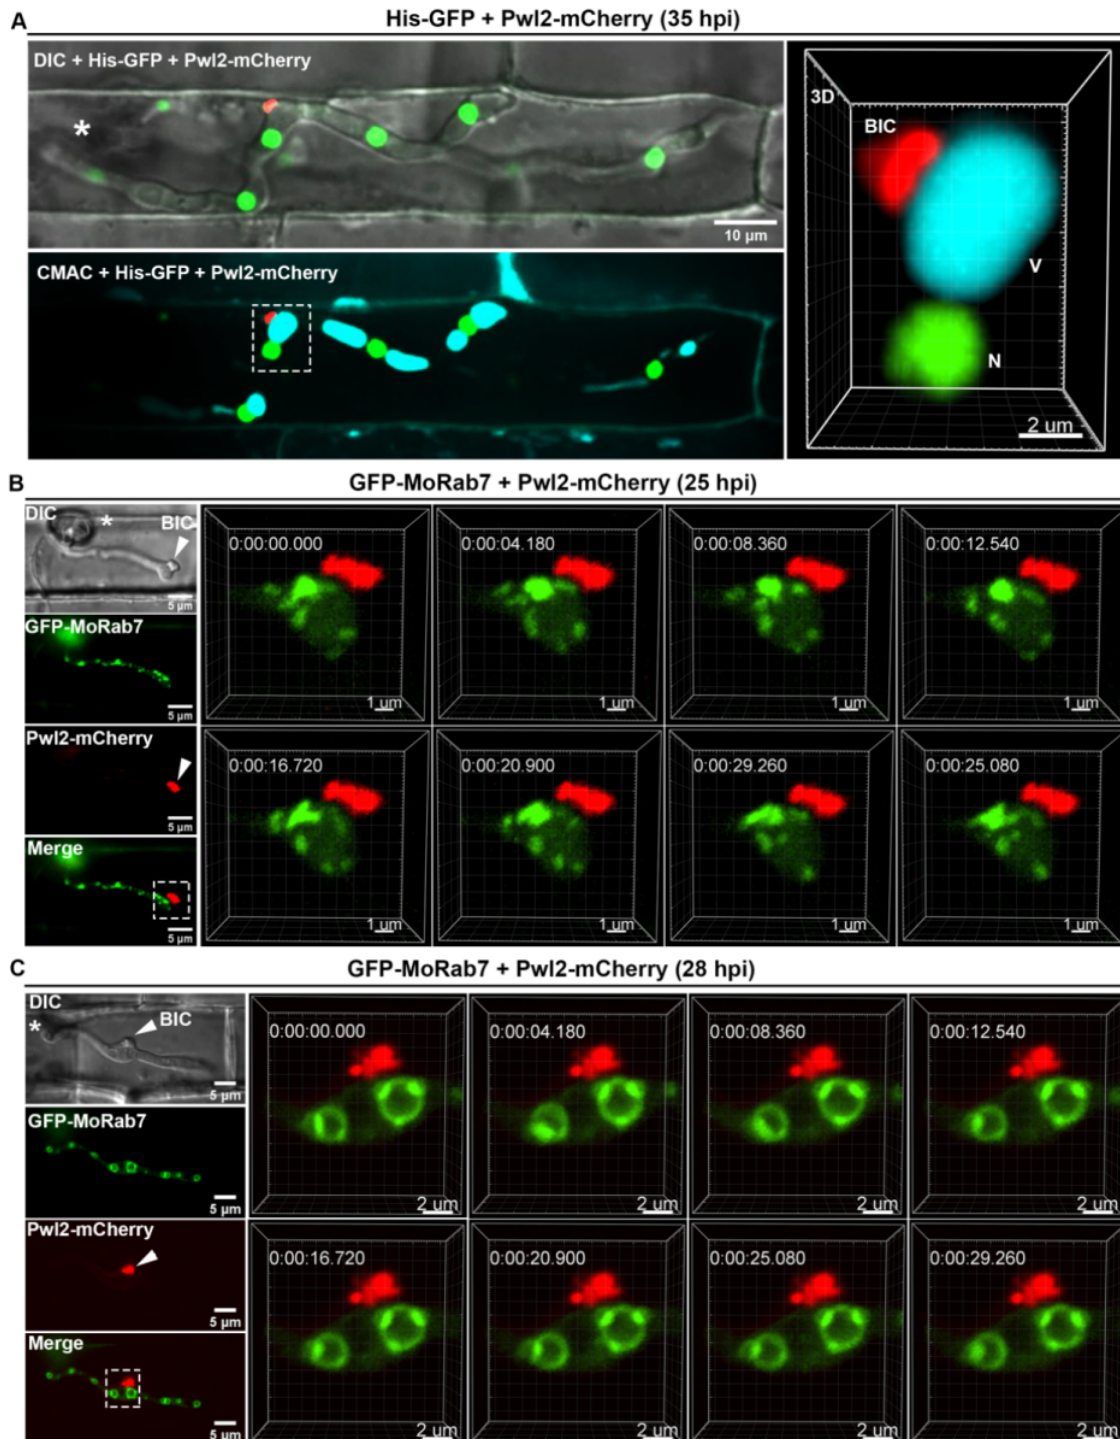 A
His-GFP + Pwl2-mCherry (35 hpi)
DIC + His-GFP + Pwl2-mCherry
*
10 µm
CMAC + His-GFP + Pwl2-mCherry
3D
BIC
V
N
2 um
B
GFP-MoRab7 + Pwl2-mCherry (25 hpi)
DIC
*
BIC
5 µm
GFP-MoRab7
5 µm
Pwl2-mCherry
5 µm
Merge
5 µm
0:00:00.000
1 um
0:00:04.180
1 um
0:00:08.360
1 um
0:00:12.540
1 um
0:00:16.720
1 um
0:00:20.900
1 um
0:00:29.260
1 um
0:00:25.080
1 um
C
GFP-MoRab7 + Pwl2-mCherry (28 hpi)
DIC
*
BIC
5 µm
GFP-MoRab7
5 µm
Pwl2-mCherry
5 µm
Merge
5 µm
0:00:00.000
2 um
0:00:04.180
2 um
0:00:08.360
2 um
0:00:12.540
2 um
0:00:16.720
2 um
0:00:20.900
2 um
0:00:25.080
2 um
0:00:29.260
2 um